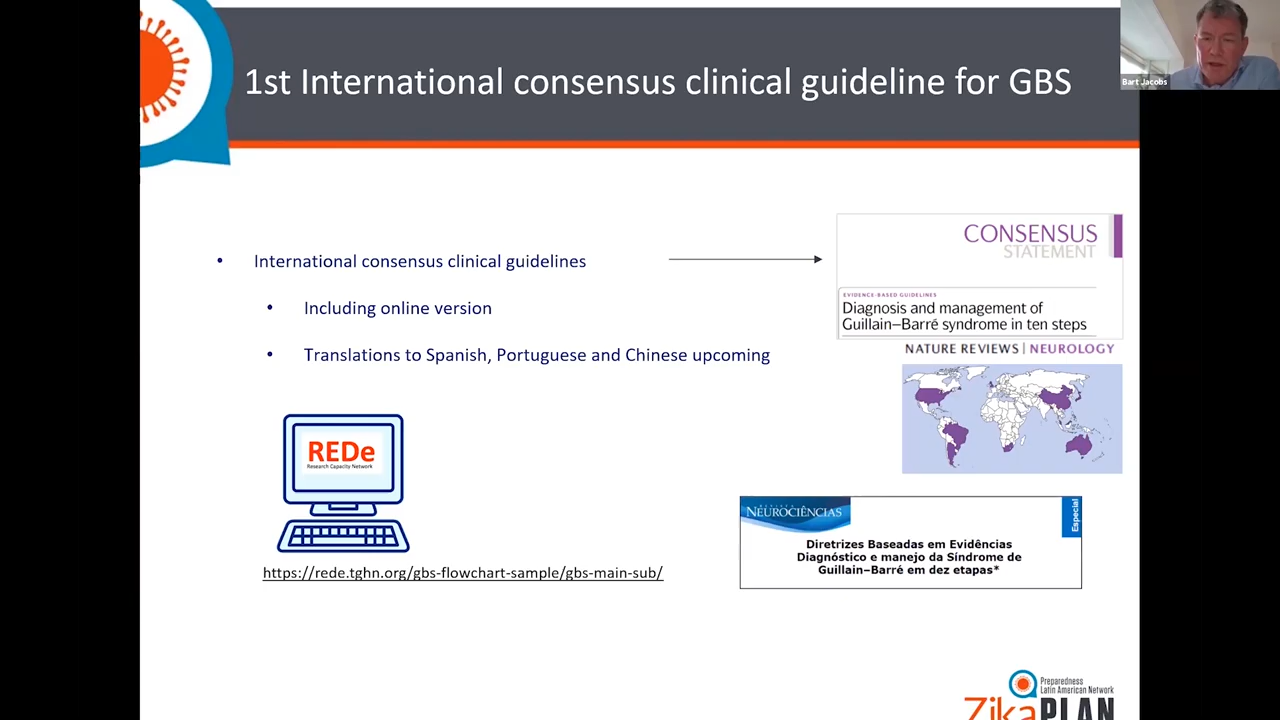 1st International consensus clinical guideline for GBS
Bart Jacobs
• International consensus clinical guidelines
• Including online version
• Translations to Spanish, Portuguese and Chinese upcoming
CONSENSUS
STATEMENT
EVIDENCE-BASED GUIDELINES
Diagnosis and management of
Guillain–Barré syndrome in ten steps
NATURE REVIEWS | NEUROLOGY
REDe
Research Capacity Network
https://rede.tghn.org/gbs-flowchart-sample/gbs-main-sub/
REVISTA
NEUROCIÊNCIAS
Especial
Diretrizes Baseadas em Evidências
Diagnóstico e manejo da Síndrome de
Guillain–Barré em dez etapas*
Preparedness
Latin American Network
ZikaPLAN